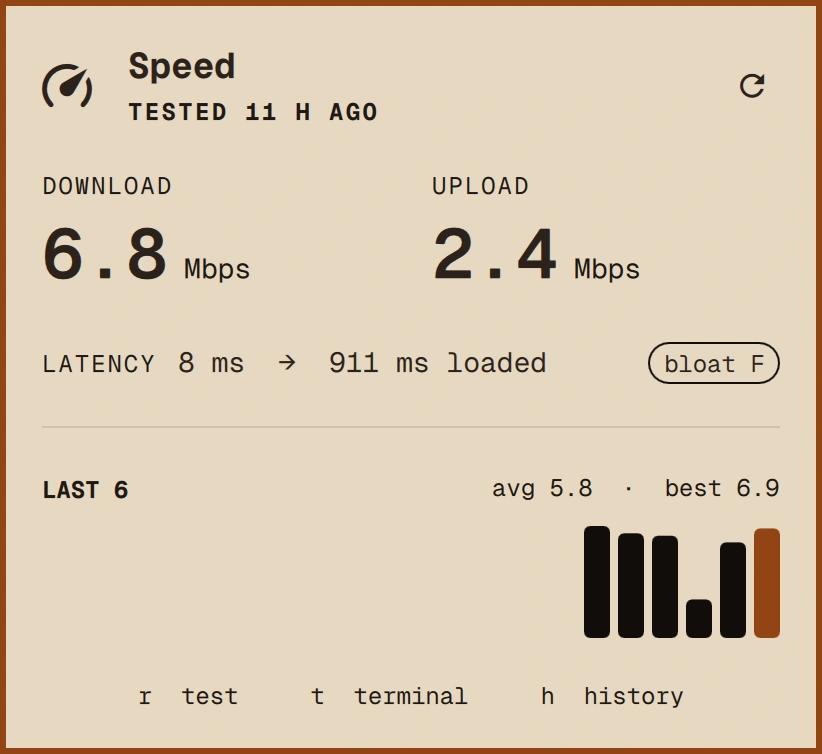 Speed
TESTED 11 H AGO
DOWNLOAD UPLOAD
6.8 Mbps 2.4 Mbps
LATENCY 8 ms → 911 ms loaded bloat F
LAST 6 avg 5.8 · best 6.9
r test t terminal h history